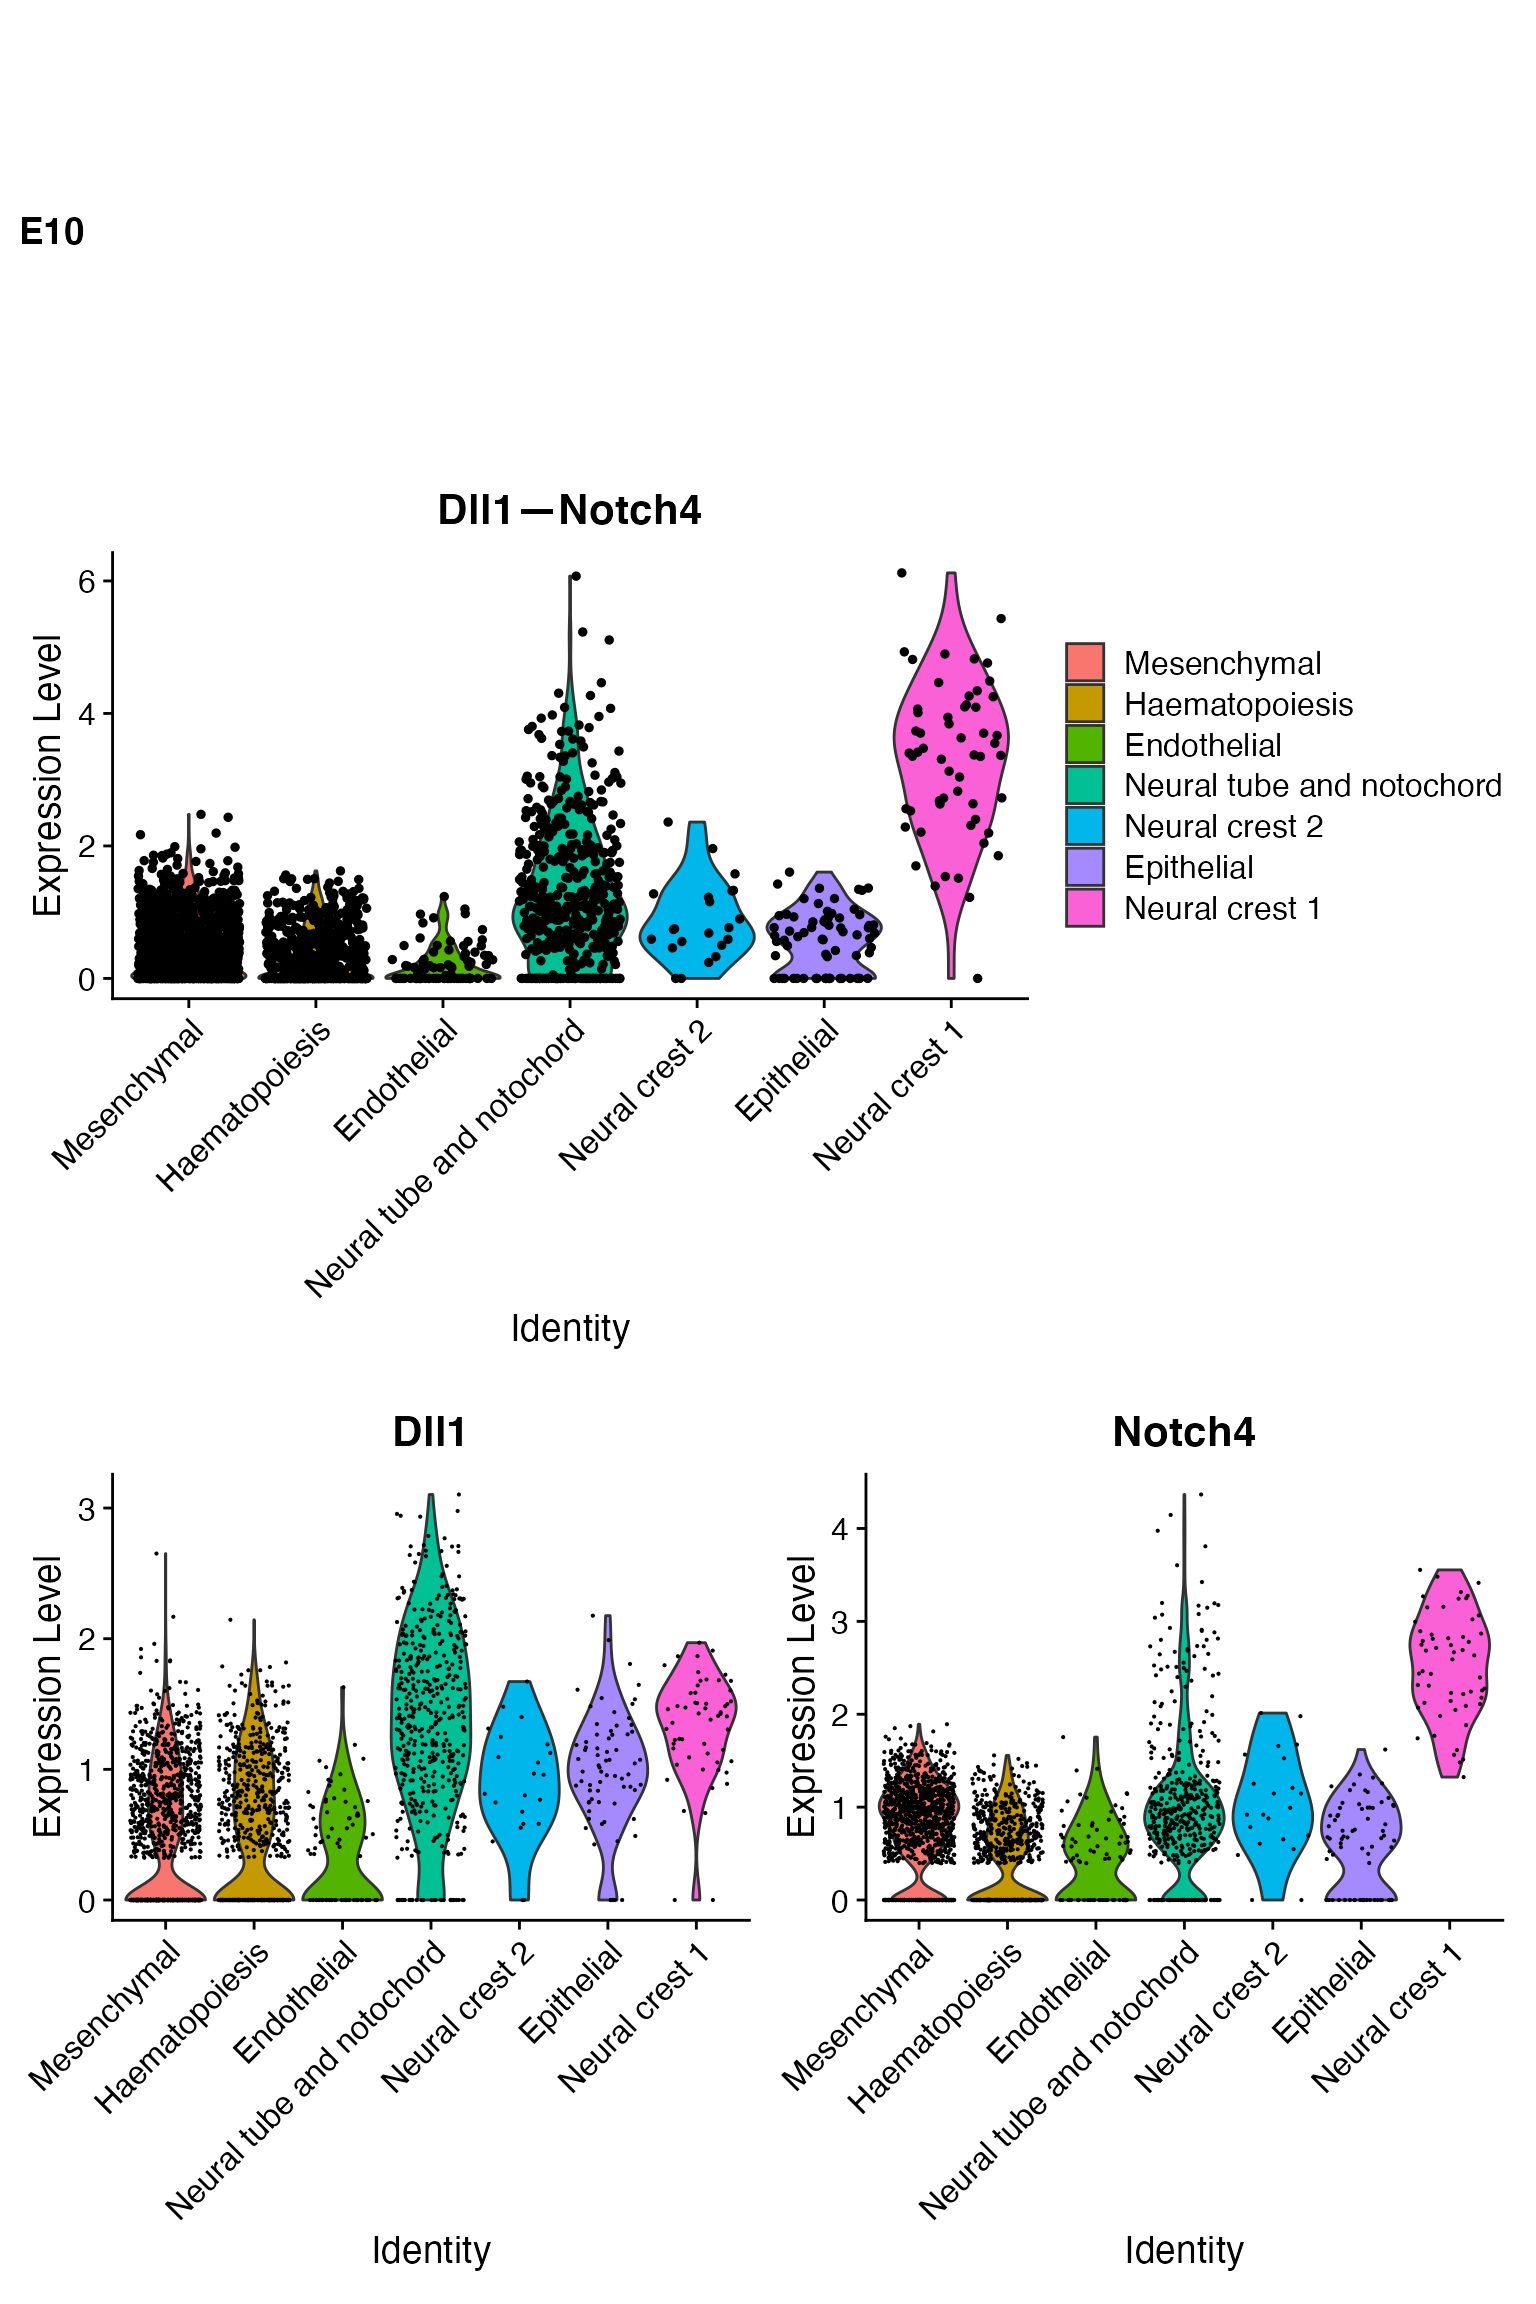 E10
Dll1—Notch4
Expression Level
6
4
2
0
Mesenchymal
Haematopoiesis
Endothelial
Neural tube and notochord
Neural crest 2
Epithelial
Neural crest 1
Identity
Mesenchymal
Haematopoiesis
Endothelial
Neural tube and notochord
Neural crest 2
Epithelial
Neural crest 1
Dll1
Expression Level
3
2
1
0
Mesenchymal
Haematopoiesis
Endothelial
Neural tube and notochord
Neural crest 2
Epithelial
Neural crest 1
Identity
Notch4
Expression Level
4
3
2
1
0
Mesenchymal
Haematopoiesis
Endothelial
Neural tube and notochord
Neural crest 2
Epithelial
Neural crest 1
Identity